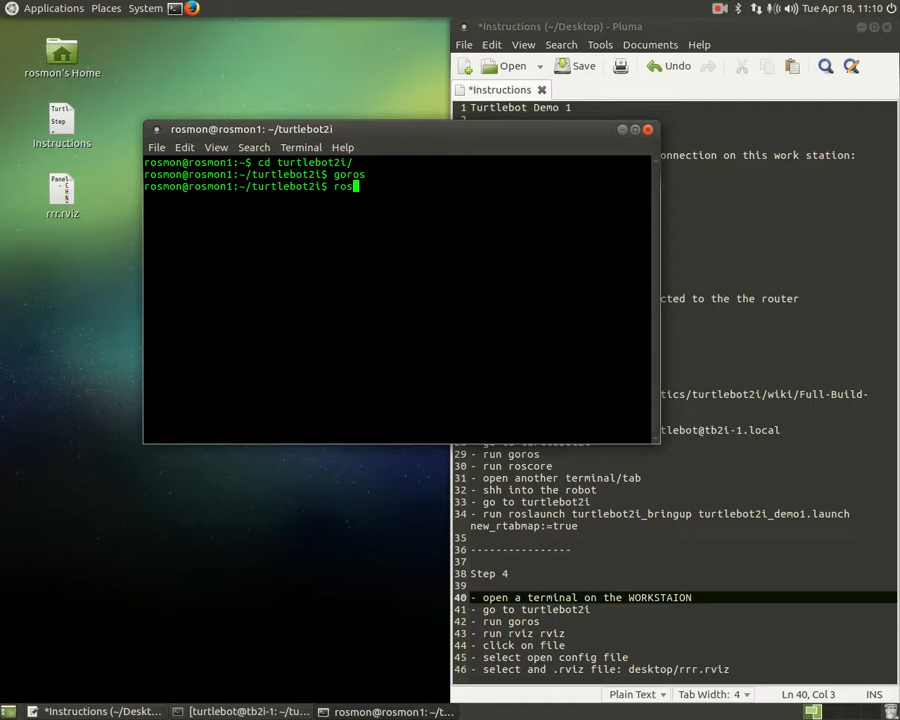 Applications Places System
Tue Apr 18, 11:10
rosmon's Home
Turtl
Step
Instructions
rrr.rviz
*Instructions (~/Desktop) - Pluma
File Edit View Search Tools Documents Help
Open Save Undo
*Instructions
1 Turtlebot Demo 1
2
onnection on this work station:
cted to the the router
tics/turtlebot2i/wiki/Full-Build-
tlebot@tb2i-1.local
29 - run goros
30 - run roscore
31 - open another terminal/tab
32 - shh into the robot
33 - go to turtlebot2i
34 - run roslaunch turtlebot2i_bringup turtlebot2i_demo1.launch
new_rtabmap:=true
35
36 ----------------
37
38 Step 4
39
40 - open a terminal on the WORKSTAION
41 - go to turtlebot2i
42 - run goros
43 - run rviz rviz
44 - click on file
45 - select open config file
46 - select and .rviz file: desktop/rrr.rviz
Plain Text Tab Width: 4 Ln 40, Col 3 INS
rosmon@rosmon1: ~/turtlebot2i
File Edit View Search Terminal Help
rosmon@rosmon1:~$ cd turtlebot2i/
rosmon@rosmon1:~/turtlebot2i$ goros
rosmon@rosmon1:~/turtlebot2i$ ros
*Instructions (~/Deskt... [turtlebot@tb2i-1: ~/tu... rosmon@rosmon1: ~/t...